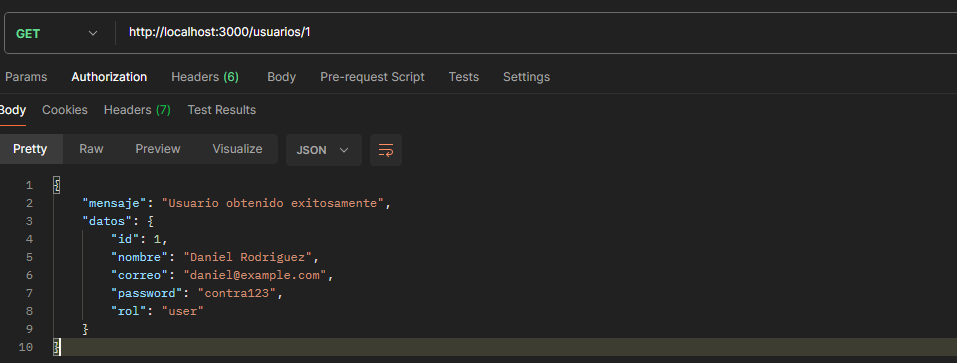 GET http://localhost:3000/usuarios/1
Params Authorization Headers (6) Body Pre-request Script Tests Settings
Body Cookies Headers (7) Test Results
Pretty Raw Preview Visualize JSON
1 {
2 "mensaje": "Usuario obtenido exitosamente",
3 "datos": {
4 "id": 1,
5 "nombre": "Daniel Rodriguez",
6 "correo": "daniel@example.com",
7 "password": "contra123",
8 "rol": "user"
9 }
10 }